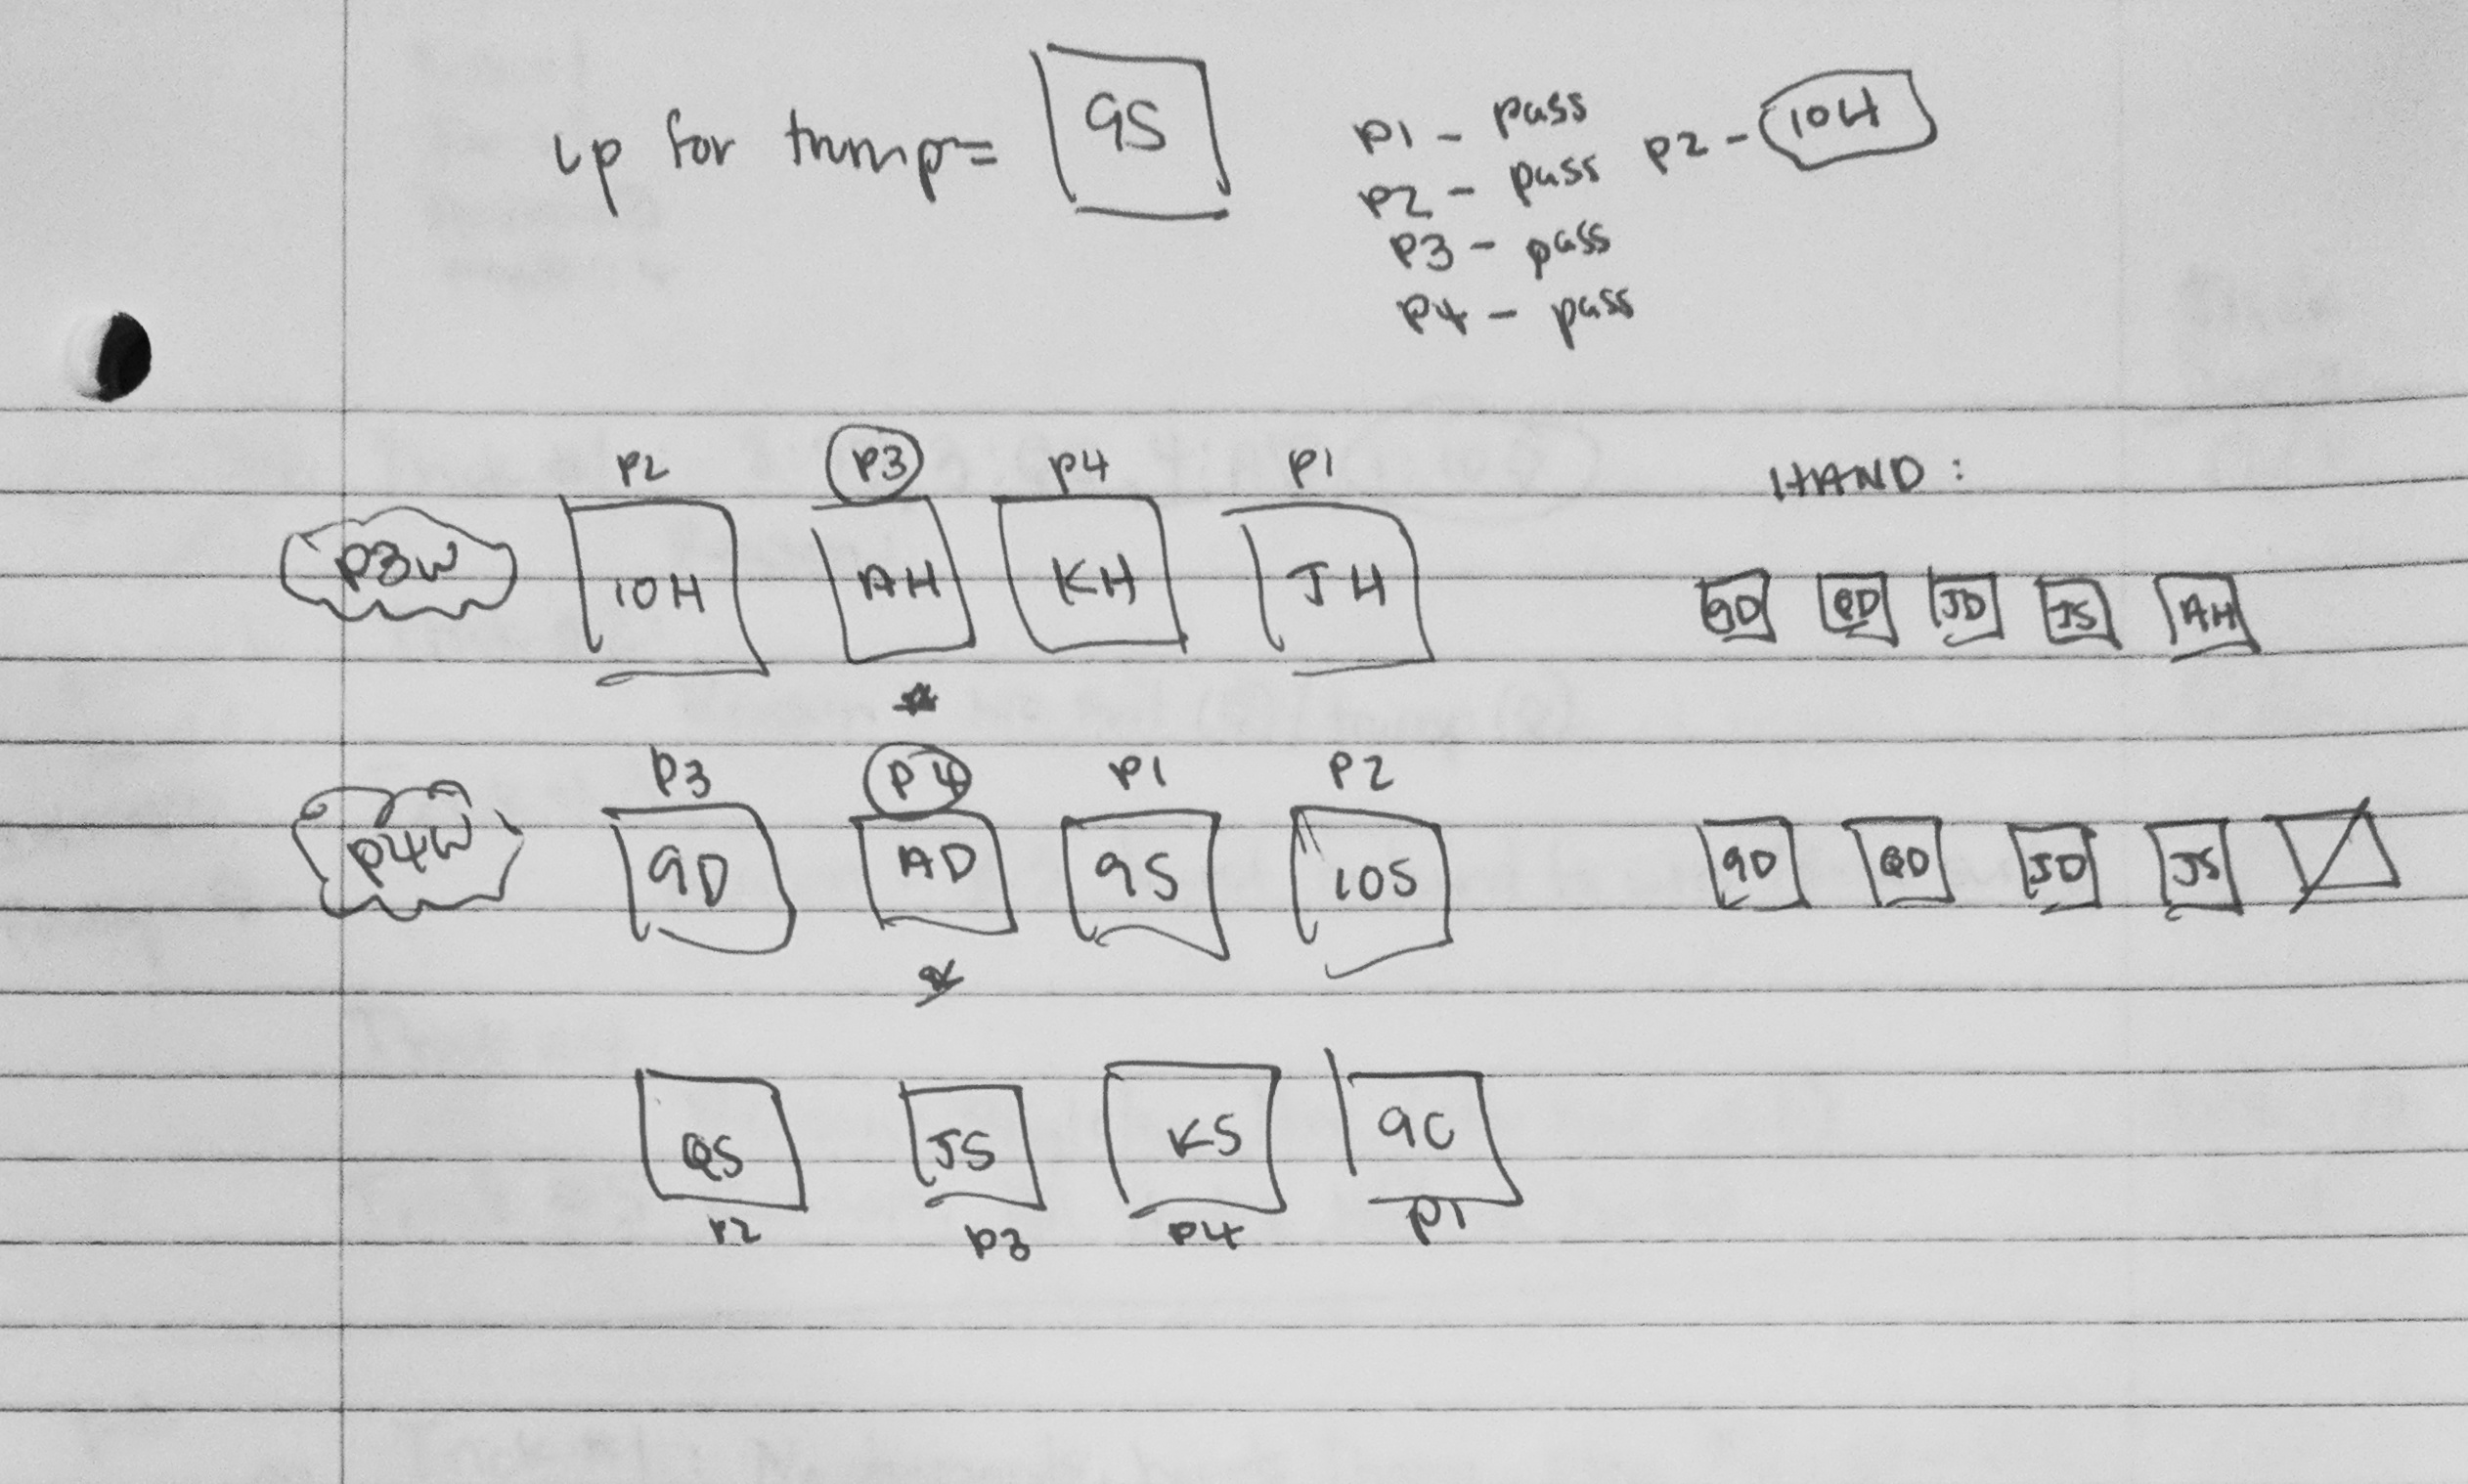 up for trump= 9S
P1 - pass
P2 - pass P2 - 10H
P3 - pass
P4 - pass
P2 P3 P4 P1 HAND:
P3W 10H AH KH JH 9D QD JD JS AH
P3 P4 P1 P2
P4W 9D AD 9S 10S 9D QD JD JS
QS JS KS 9C
P2 P3 P4 P1